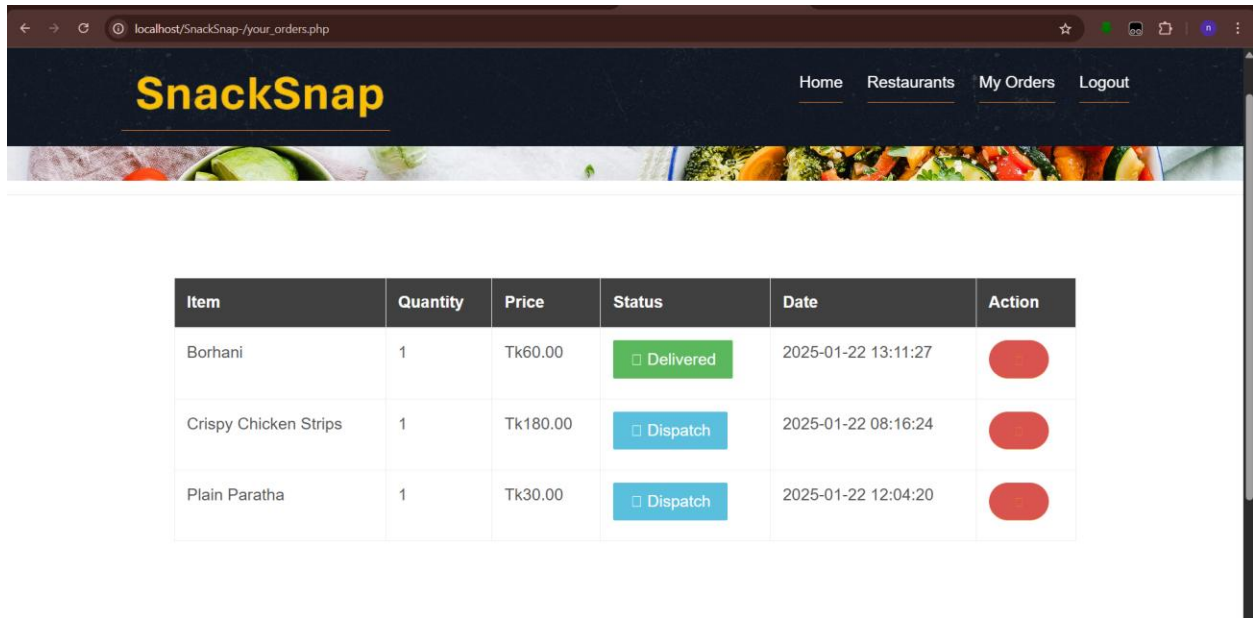 localhost/SnackSnap-/your_orders.php
n
SnackSnap
Home Restaurants My Orders Logout
Item Quantity Price Status Date Action
Borhani 1 Tk60.00 Delivered 2025-01-22 13:11:27
Crispy Chicken Strips 1 Tk180.00 Dispatch 2025-01-22 08:16:24
Plain Paratha 1 Tk30.00 Dispatch 2025-01-22 12:04:20